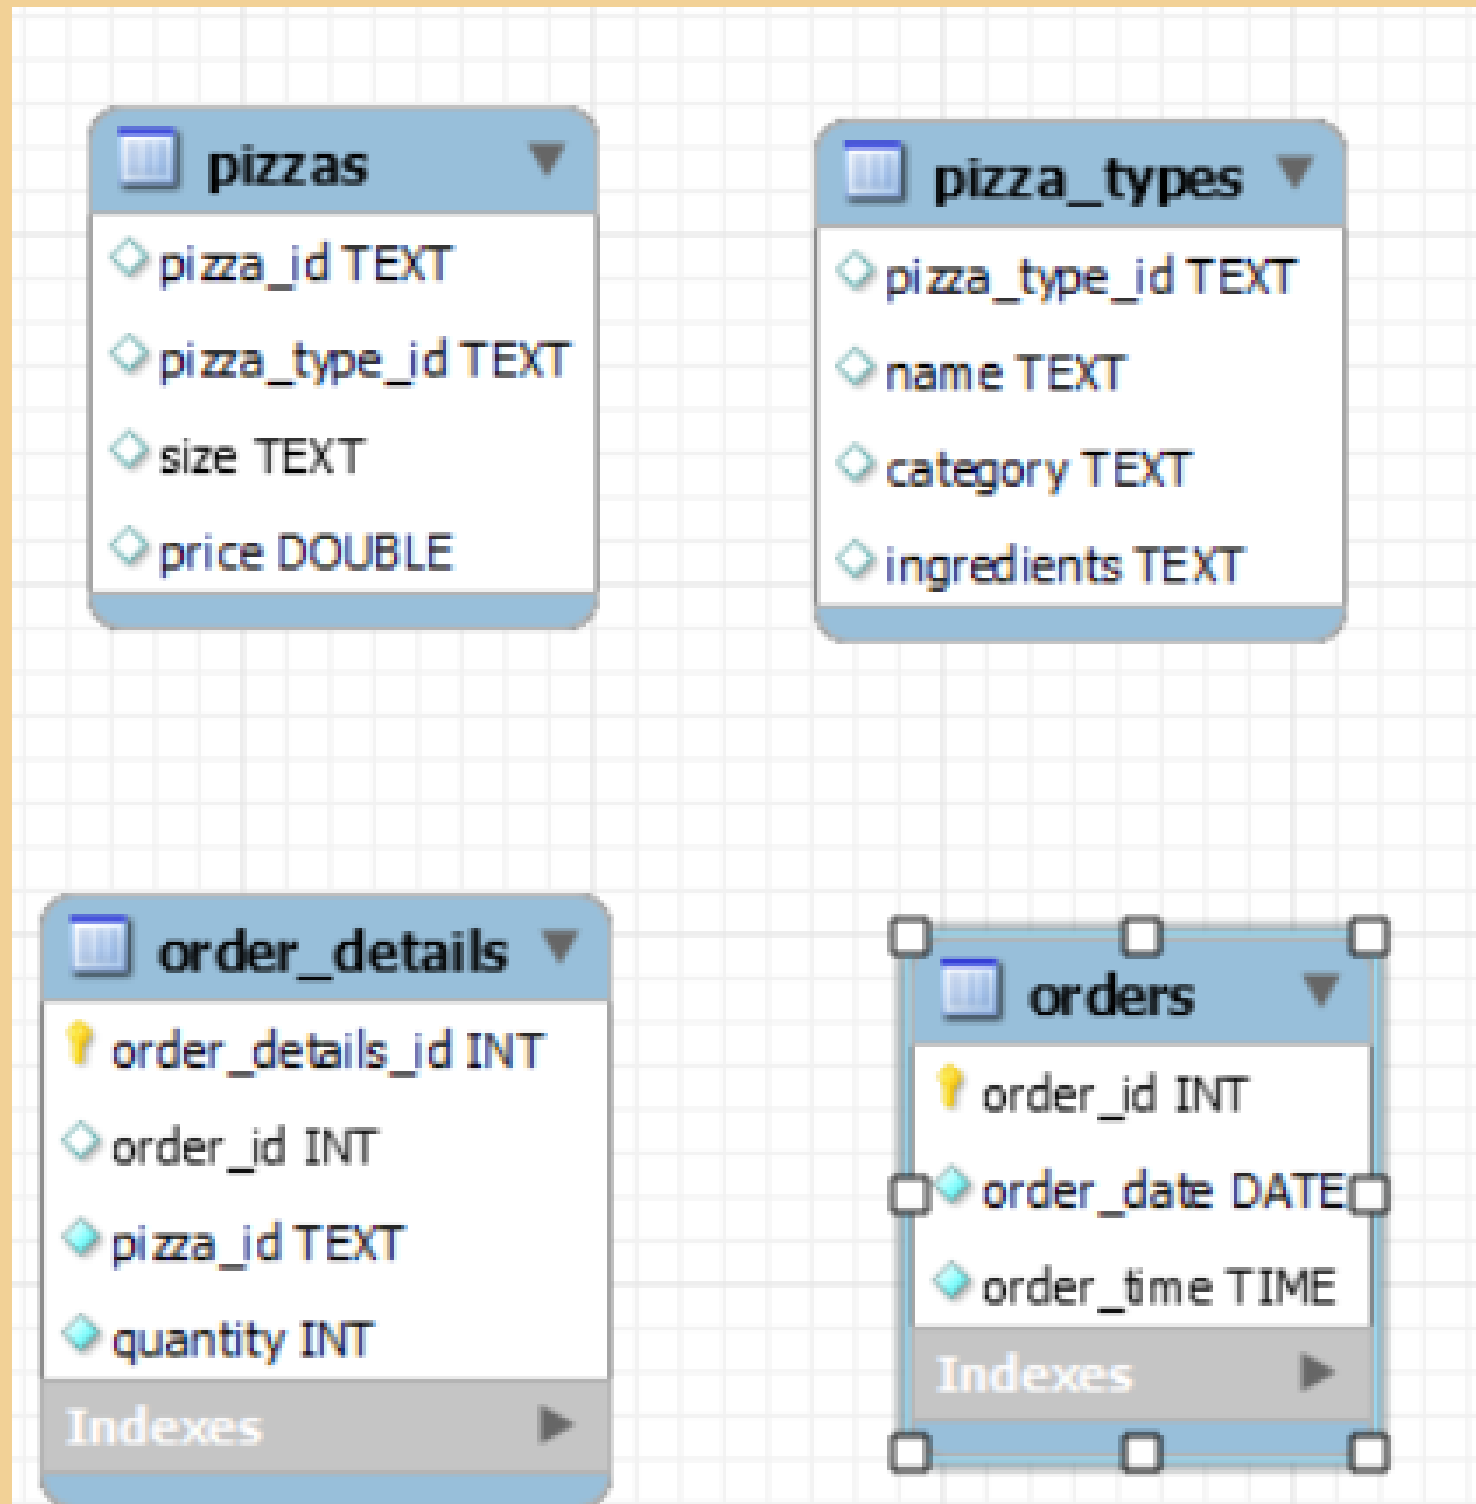 pizzas
pizza_id TEXT
pizza_type_id TEXT
size TEXT
price DOUBLE
pizza_types
pizza_type_id TEXT
name TEXT
category TEXT
ingredients TEXT
order_details
order_details_id INT
order_id INT
pizza_id TEXT
quantity INT
Indexes
orders
order_id INT
order_date DATE
order_time TIME
Indexes